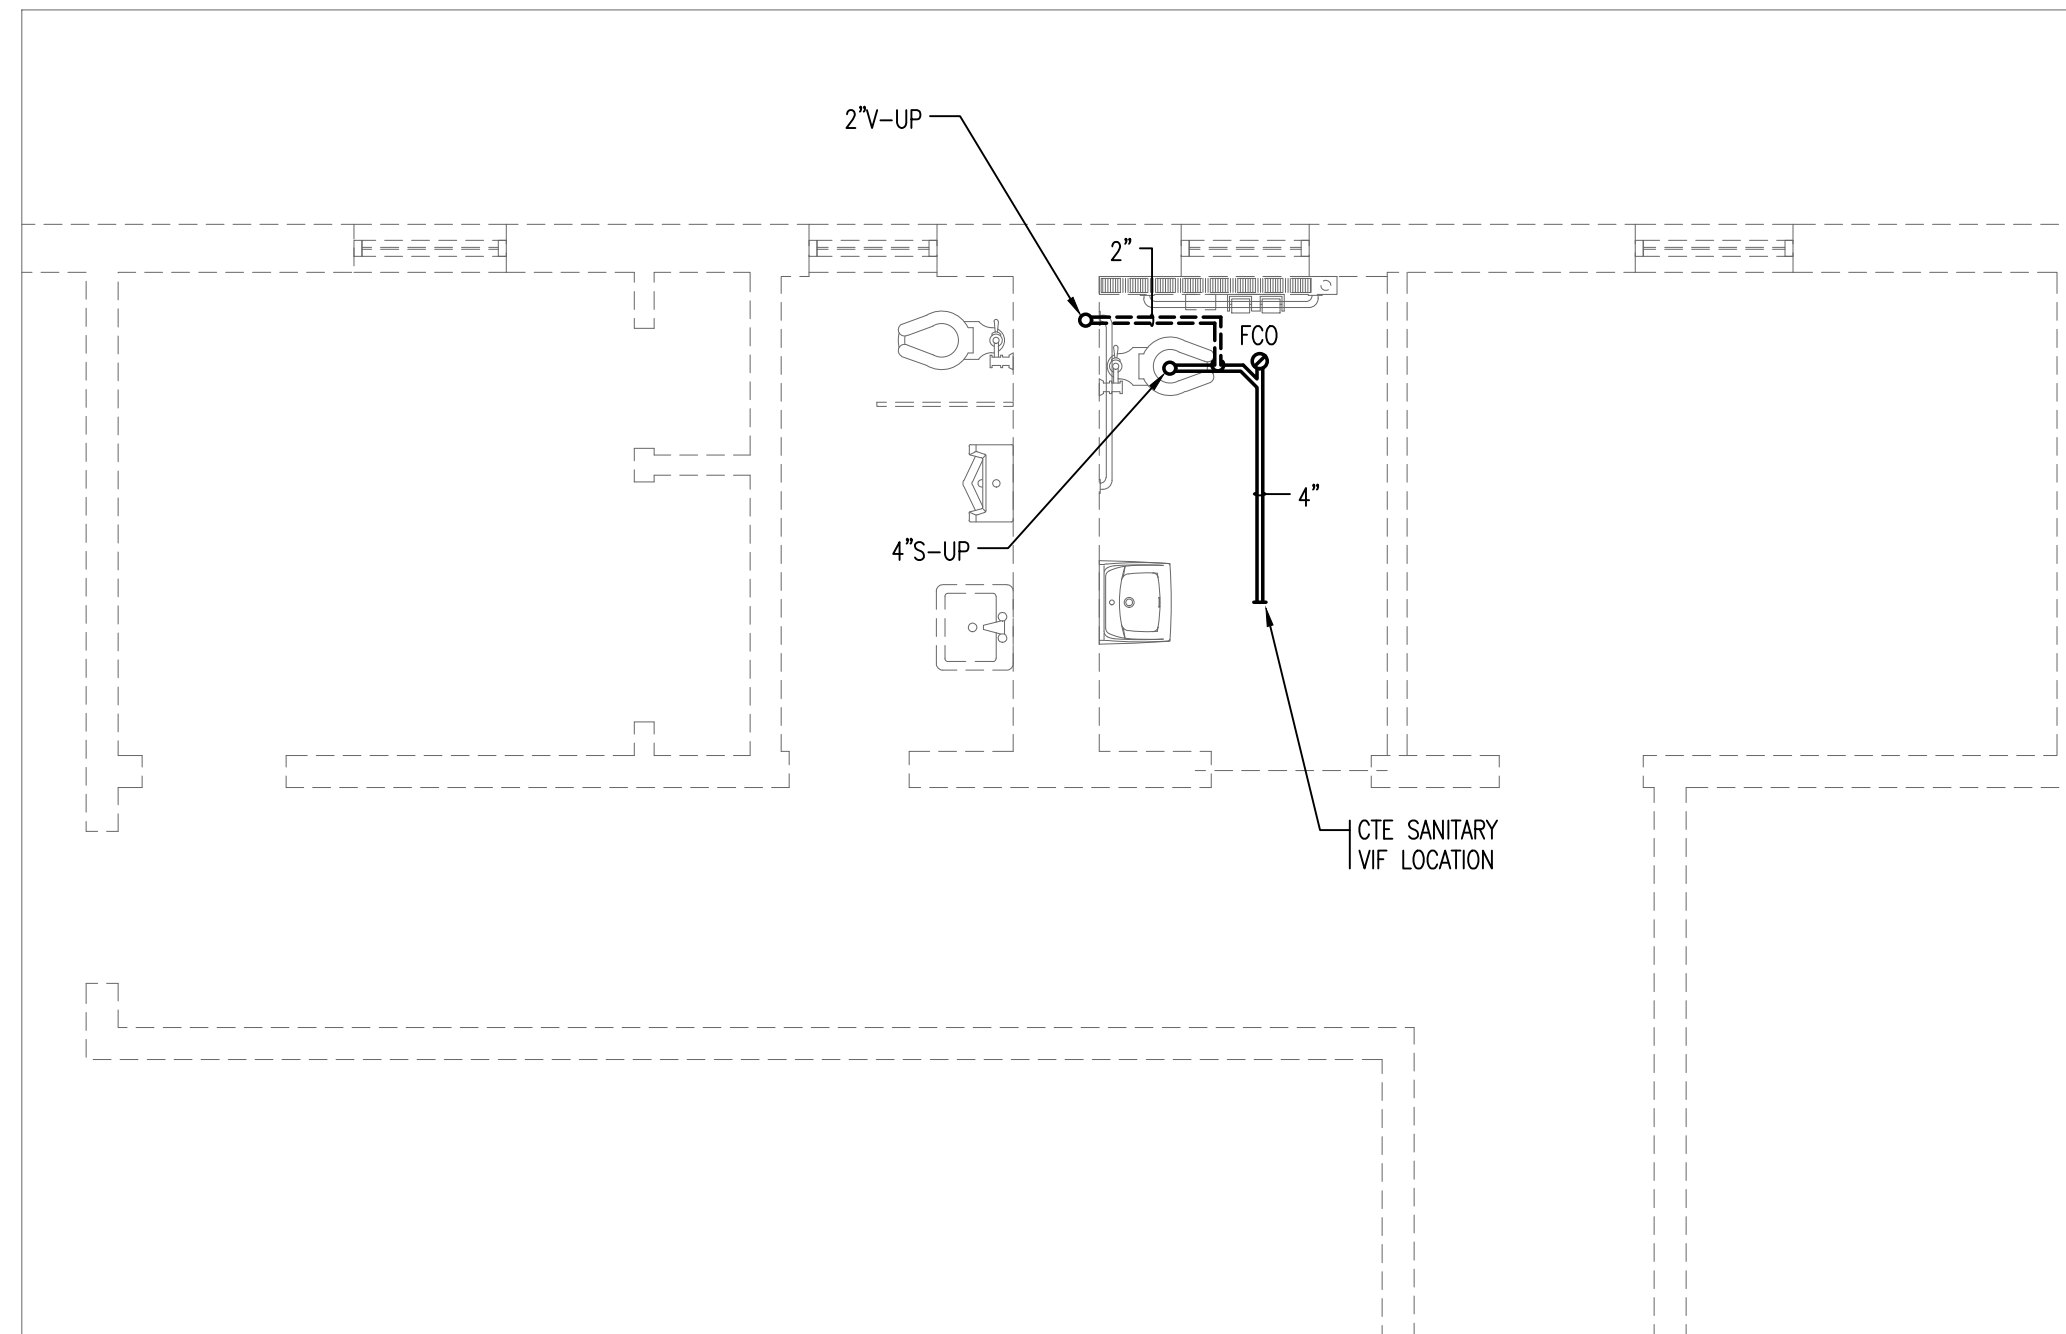 2”V-UP
2”
FCO
4”
4”S-UP
CTE SANITARY
VIF LOCATION